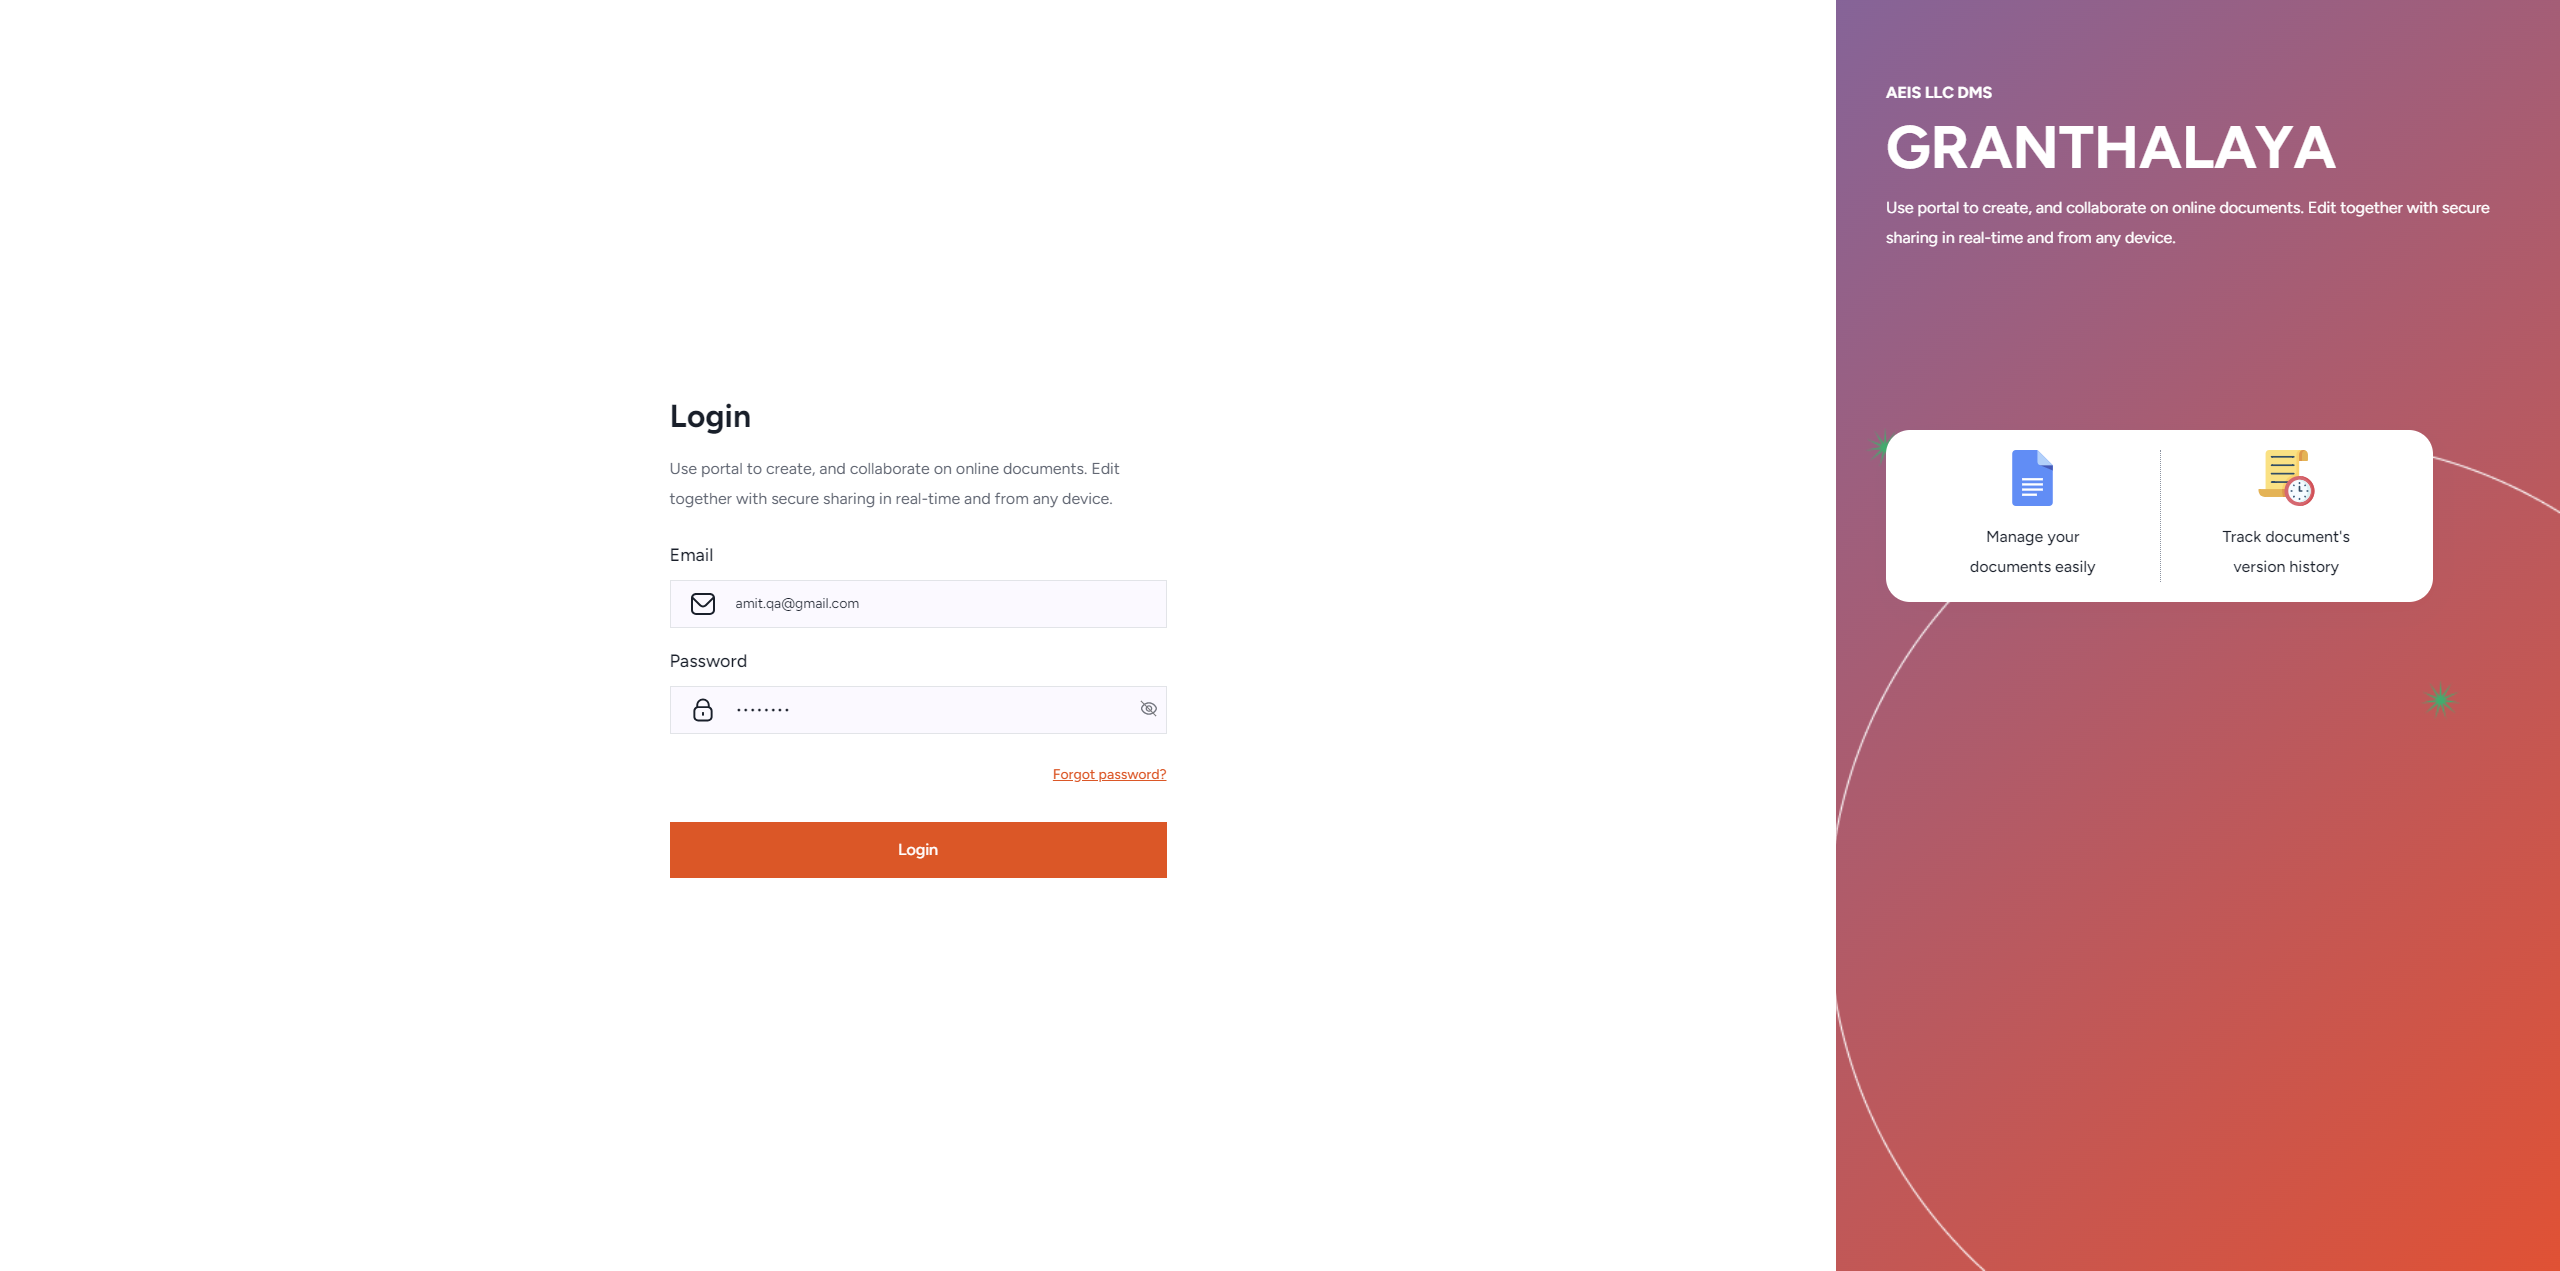 Login
Use portal to create, and collaborate on online documents. Edit
together with secure sharing in real-time and from any device.
Email
amit.qa@gmail.com
Password
••••••••
Forgot password?
Login
AEIS LLC DMS
GRANTHALAYA
Use portal to create, and collaborate on online documents. Edit together with secure
sharing in real-time and from any device.
Manage your
documents easily
Track document's
version history